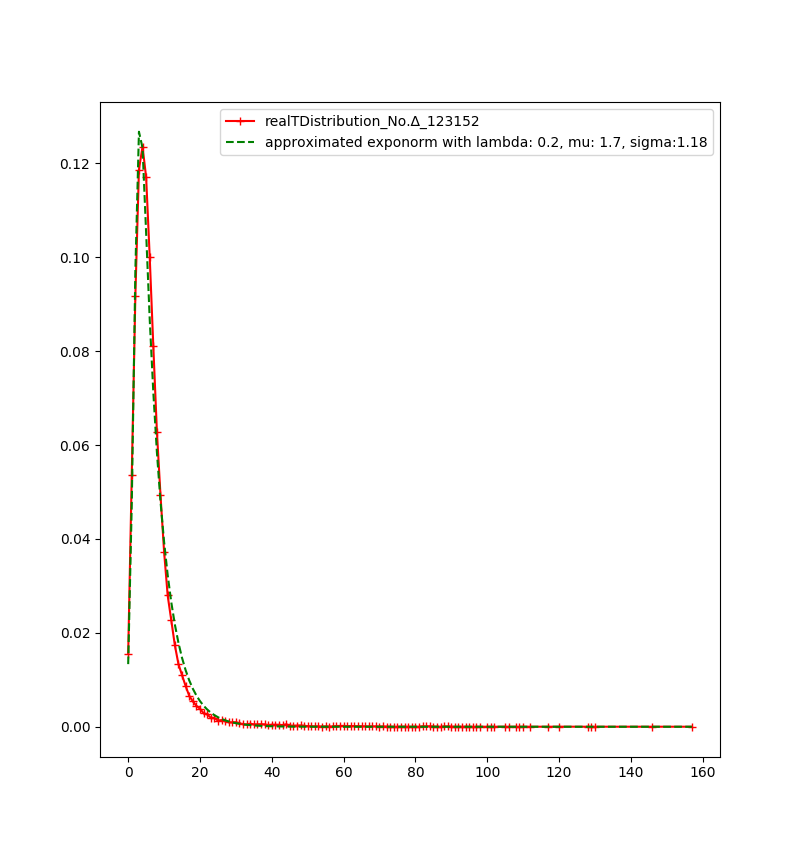 realTDistribution_No.Δ_123152
approximated exponorm with lambda: 0.2, mu: 1.7, sigma:1.18
0.12
0.10
0.08
0.06
0.04
0.02
0.00
0 20 40 60 80 100 120 140 160